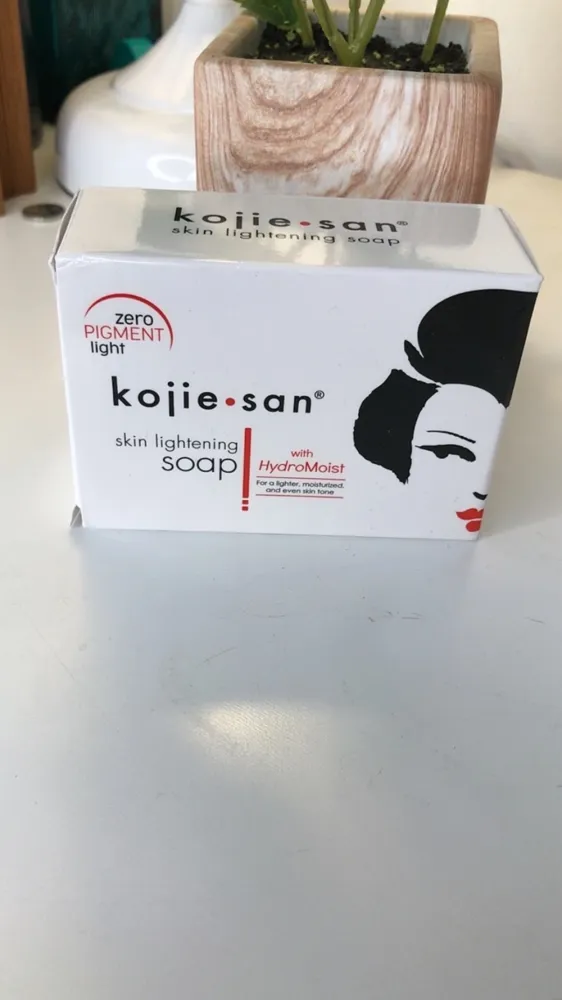 kojie•san®
skin lightening soap
zero
PIGMENT
light
kojie•san®
skin lightening
soap
with
HydroMoist
For a lighter, moisturized,
and even skin tone